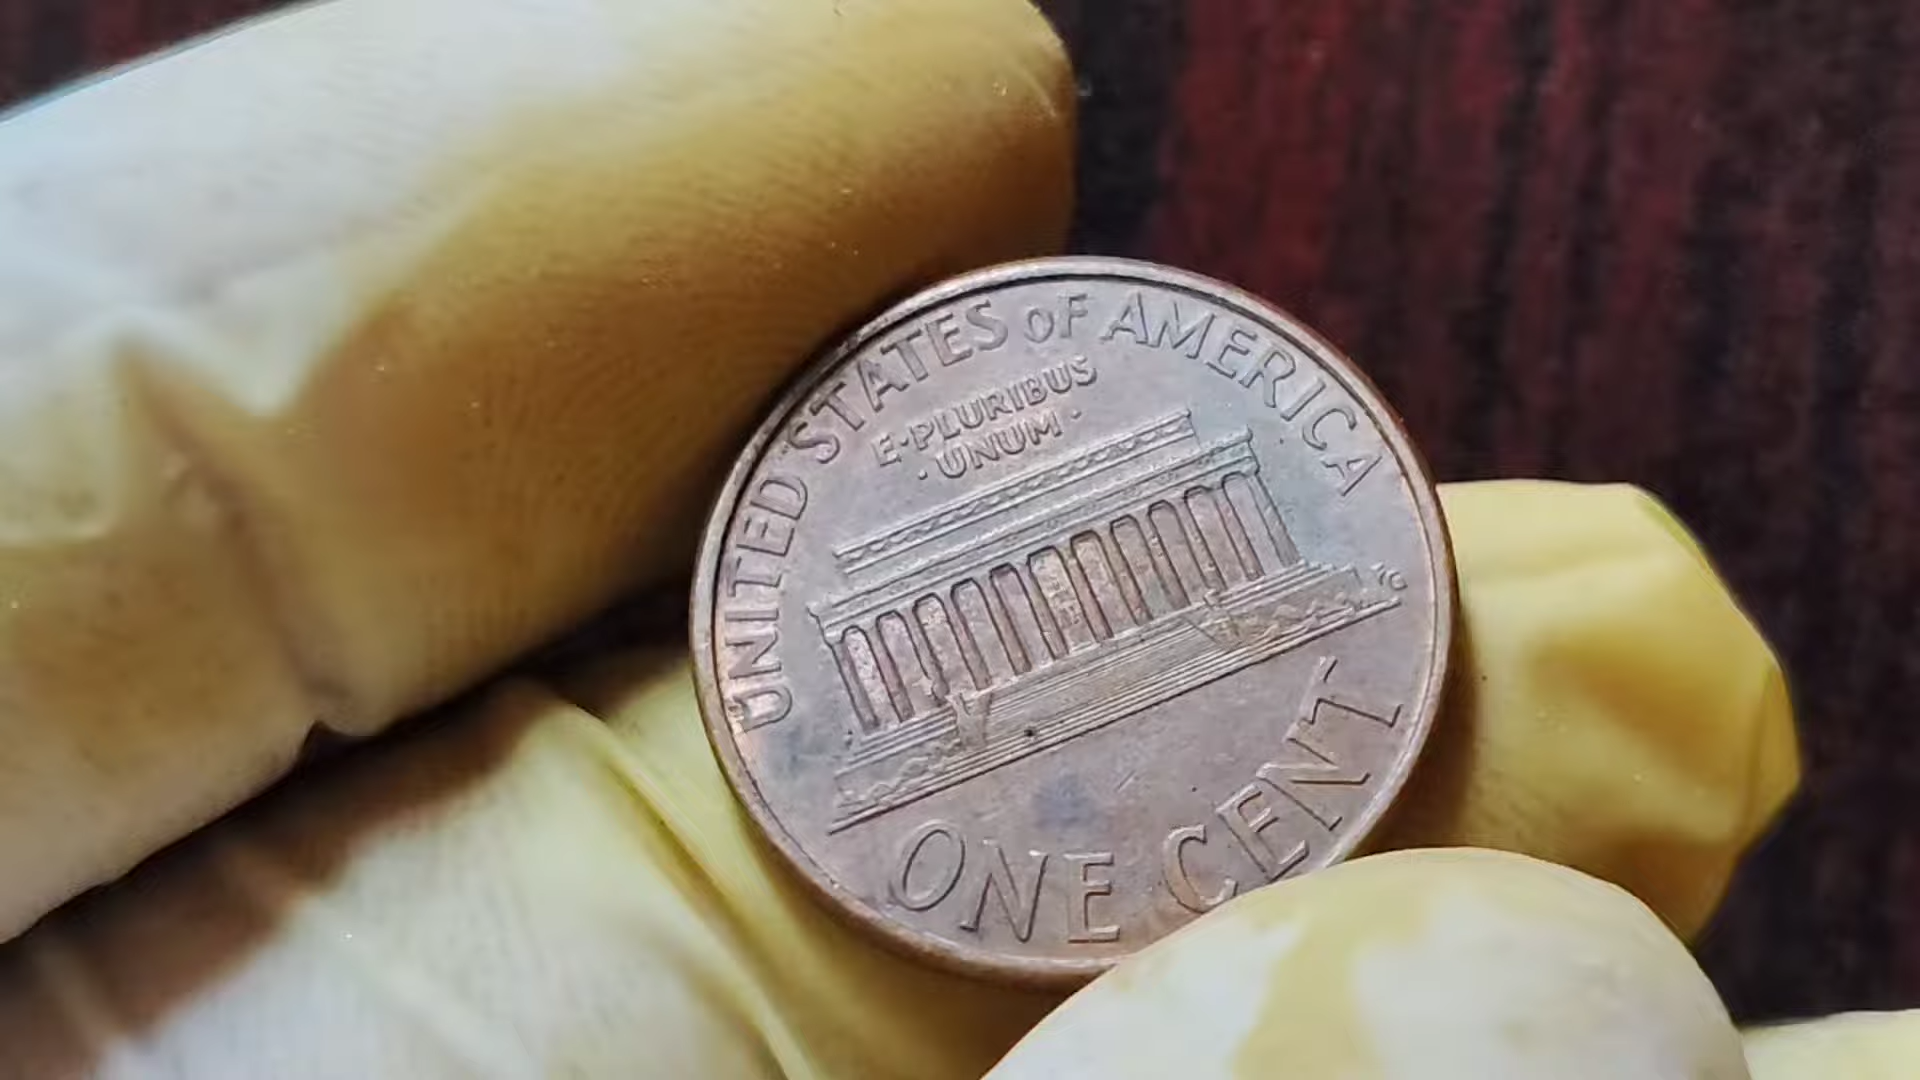 UNITED STATES OF AMERICA
E·PLURIBUS
·UNUM·
ONE CENT